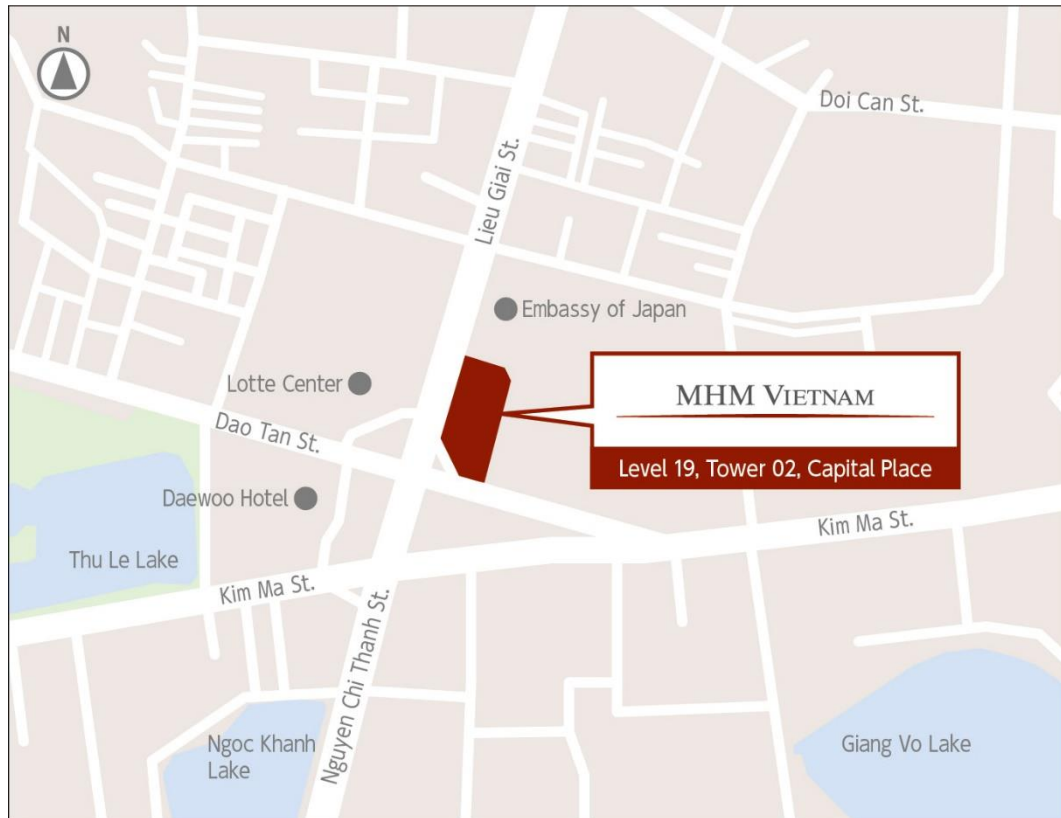 N
Doi Can St.
Lieu Giai St.
Embassy of Japan
Lotte Center
MHM VIETNAM
Level 19, Tower 02, Capital Place
Dao Tan St.
Daewoo Hotel
Kim Ma St.
Thu Le Lake
Kim Ma St.
Nguyen Chi Thanh St.
Ngoc Khanh
Lake
Giang Vo Lake